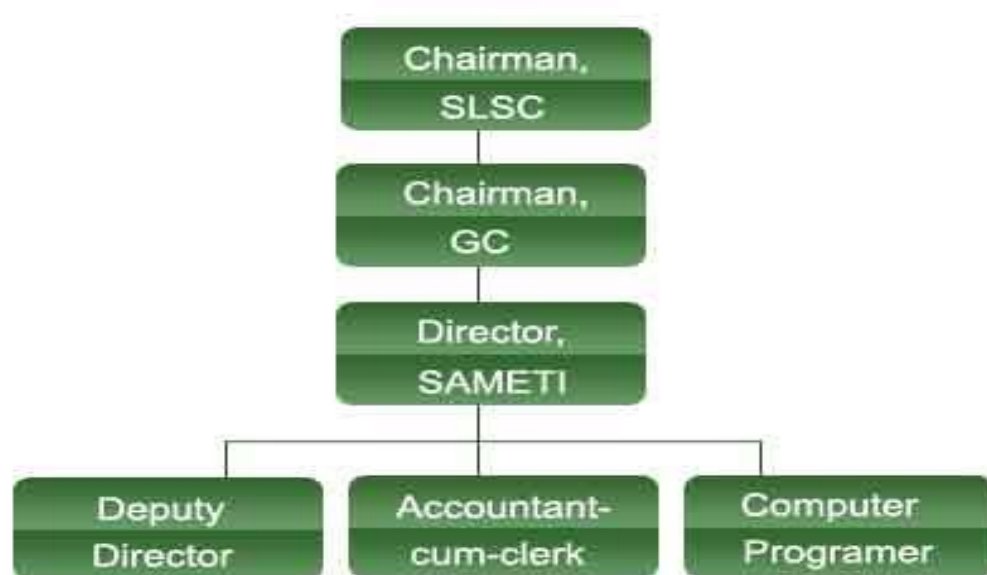 Chairman,
SLSC
Chairman,
GC
Director,
SAMETI
Deputy
Director
Accountant-
cum-clerk
Computer
Programer